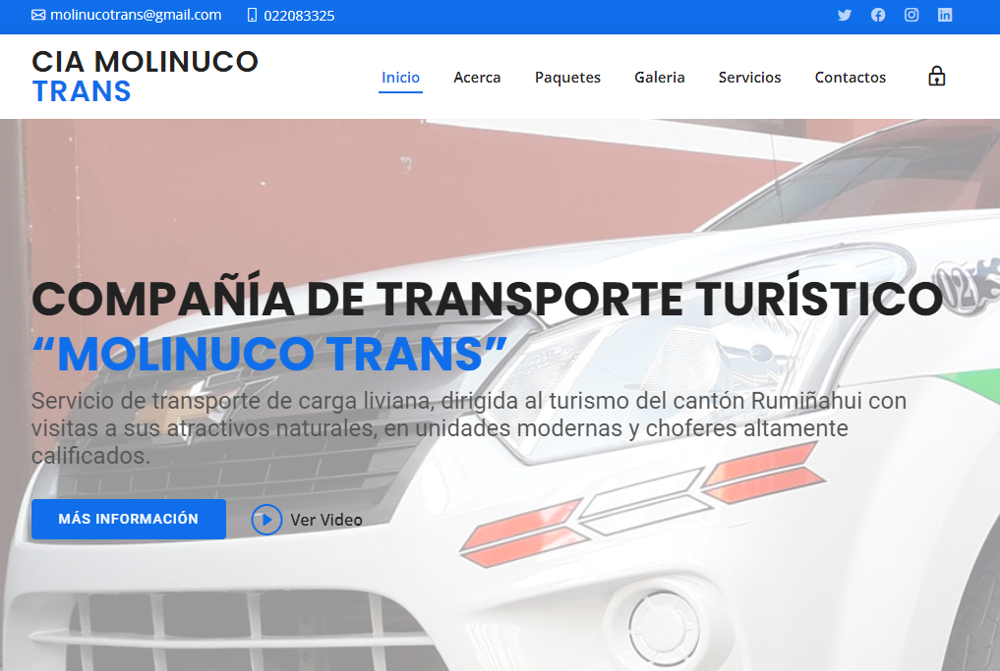 molinucotrans@gmail.com 022083325
CIA MOLINUCO
TRANS
Inicio Acerca Paquetes Galeria Servicios Contactos
COMPAÑÍA DE TRANSPORTE TURÍSTICO
“MOLINUCO TRANS”
Servicio de transporte de carga liviana, dirigida al turismo del cantón Rumiñahui con
visitas a sus atractivos naturales, en unidades modernas y choferes altamente
calificados.
MÁS INFORMACIÓN Ver Video